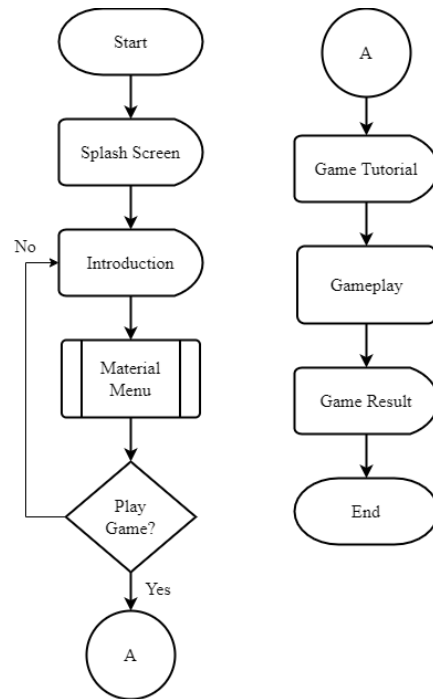 Start
Splash Screen
No
Introduction
Material
Menu
Play
Game?
Yes
A
A
Game Tutorial
Gameplay
Game Result
End